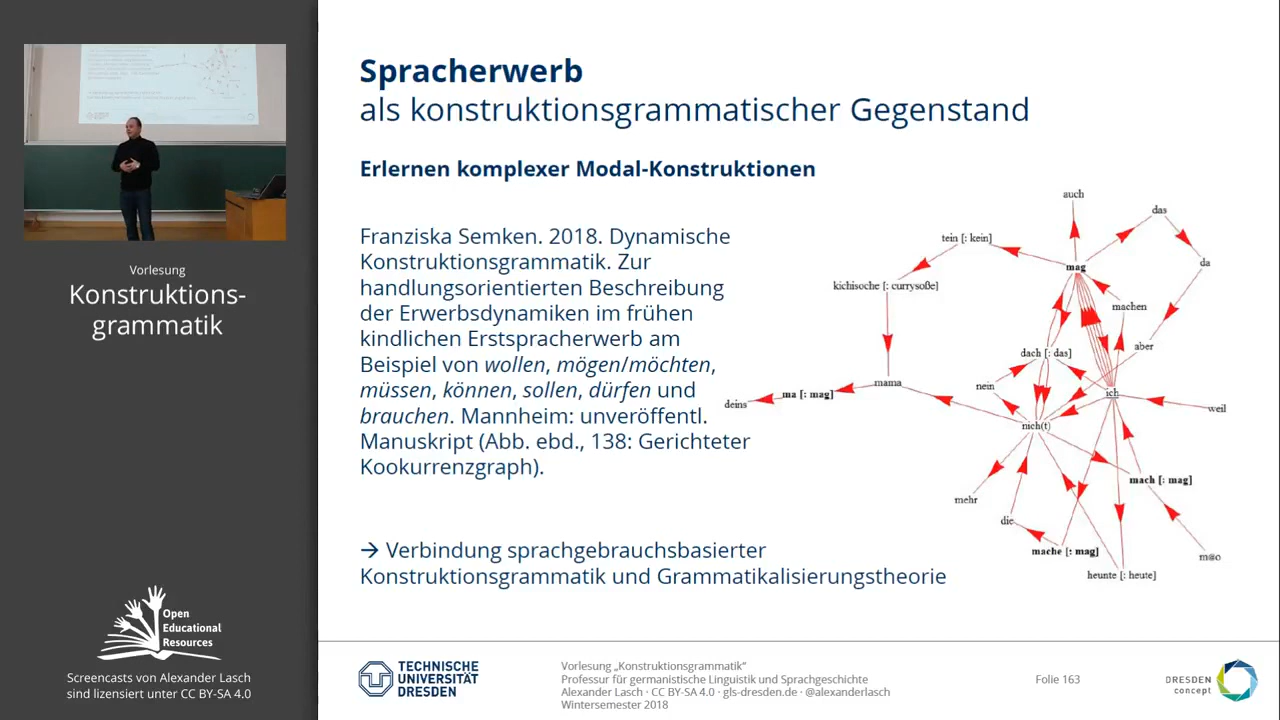 Vorlesung
Konstruktions-
grammatik
Open
Educational
Resources
Screencasts von Alexander Lasch
sind lizensiert unter CC BY-SA 4.0
Spracherwerb
als konstruktionsgrammatischer Gegenstand
Erlernen komplexer Modal-Konstruktionen
Franziska Semken. 2018. Dynamische
Konstruktionsgrammatik. Zur
handlungsorientierten Beschreibung
der Erwerbsdynamiken im frühen
kindlichen Erstspracherwerb am
Beispiel von wollen, mögen/möchten,
müssen, können, sollen, dürfen und
brauchen. Mannheim: unveröffentl.
Manuskript (Abb. ebd., 138: Gerichteter
Kookurrenzgraph).
→ Verbindung sprachgebrauchsbasierter
Konstruktionsgrammatik und Grammatikalisierungstheorie
auch
das
tein [: kein]
mag
da
kichisoche [: currysoße]
machen
aber
dach [: das]
mama
nein
ma [: mag]
ich
deins
weil
nich(t)
mach [: mag]
mehr
die
mache [: mag]
m@o
heunte [: heute]
TECHNISCHE
UNIVERSITÄT
DRESDEN
Vorlesung „Konstruktionsgrammatik“
Professur für germanistische Linguistik und Sprachgeschichte
Alexander Lasch · CC BY-SA 4.0 · gls-dresden.de · @alexanderlasch
Wintersemester 2018
Folie 163
DRESDEN
concept